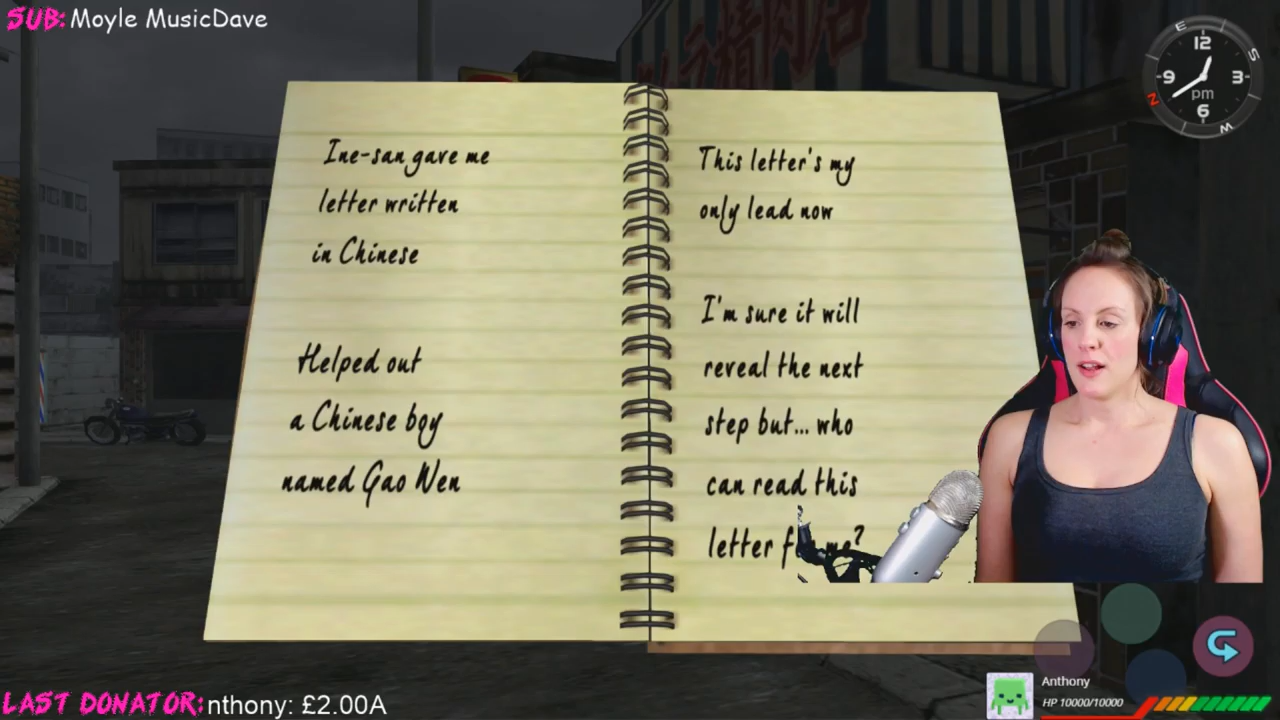 SUB: Moyle MusicDave
Ine-san gave me
letter written
in Chinese
Helped out
a Chinese boy
named Gao Wen
This letter's my
only lead now
I'm sure it will
reveal the next
step but... who
can read this
letter me?
12
3
6
9
pm
E
S
W
N
LAST DONATOR: nthony: £2.00A
Anthony
HP 10000/10000